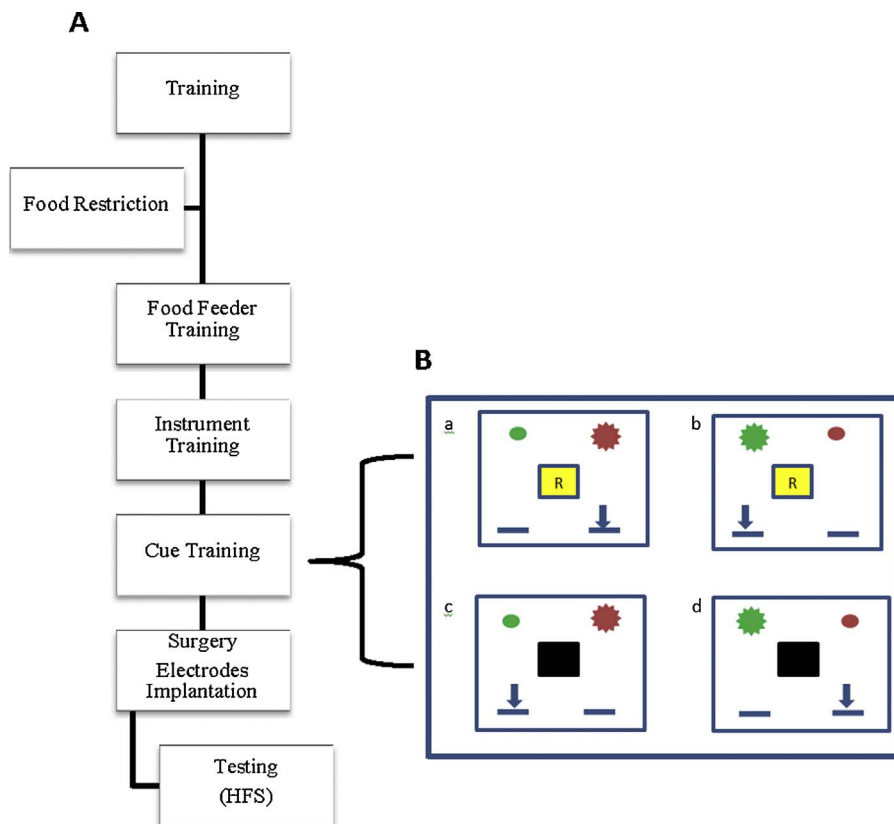 A
Training
Food Restriction
Food Feeder
Training
Instrument
Training
Cue Training
Surgery
Electrodes
Implantation
Testing
(HFS)
B
a
b
R
R
c
d